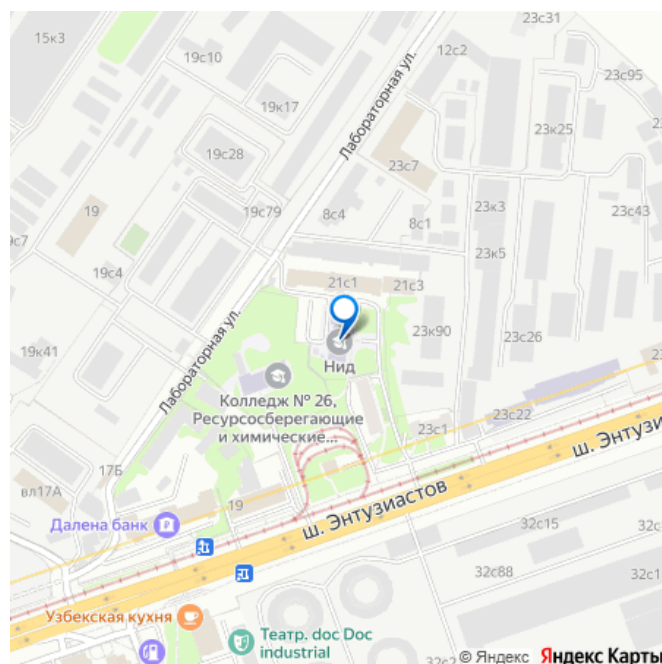 23с31
15к3
12с2
19с10
23с95
19к17
Лабораторная ул.
23к25
19с28
23с7
19
19с79
8с4
8с1
23к3
23с43
9с7
23к5
19с4
21с1
21с3
Лабораторная ул.
23к90
23с26
19к41
Нид
Колледж № 26,
Ресурсосберегающие
и химические...
23с22
23с1
17Б
вл17А
19
ш. Энтузиастов
ш. Энтузиас
Далена банк
32с15
32с88
32с1
Узбекская кухня
Театр. doc Doc
industrial
© Яндекс Яндекс Карты